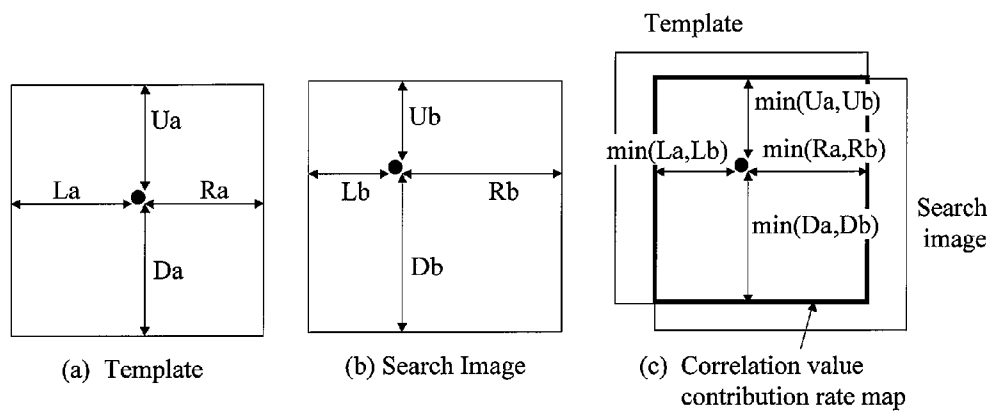 Template
Ua
La
Ra
Da
(a) Template
Ub
Lb
Rb
Db
(b) Search Image
min(Ua,Ub)
min(La,Lb)
min(Ra,Rb)
min(Da,Db)
Search
image
(c) Correlation value
contribution rate map